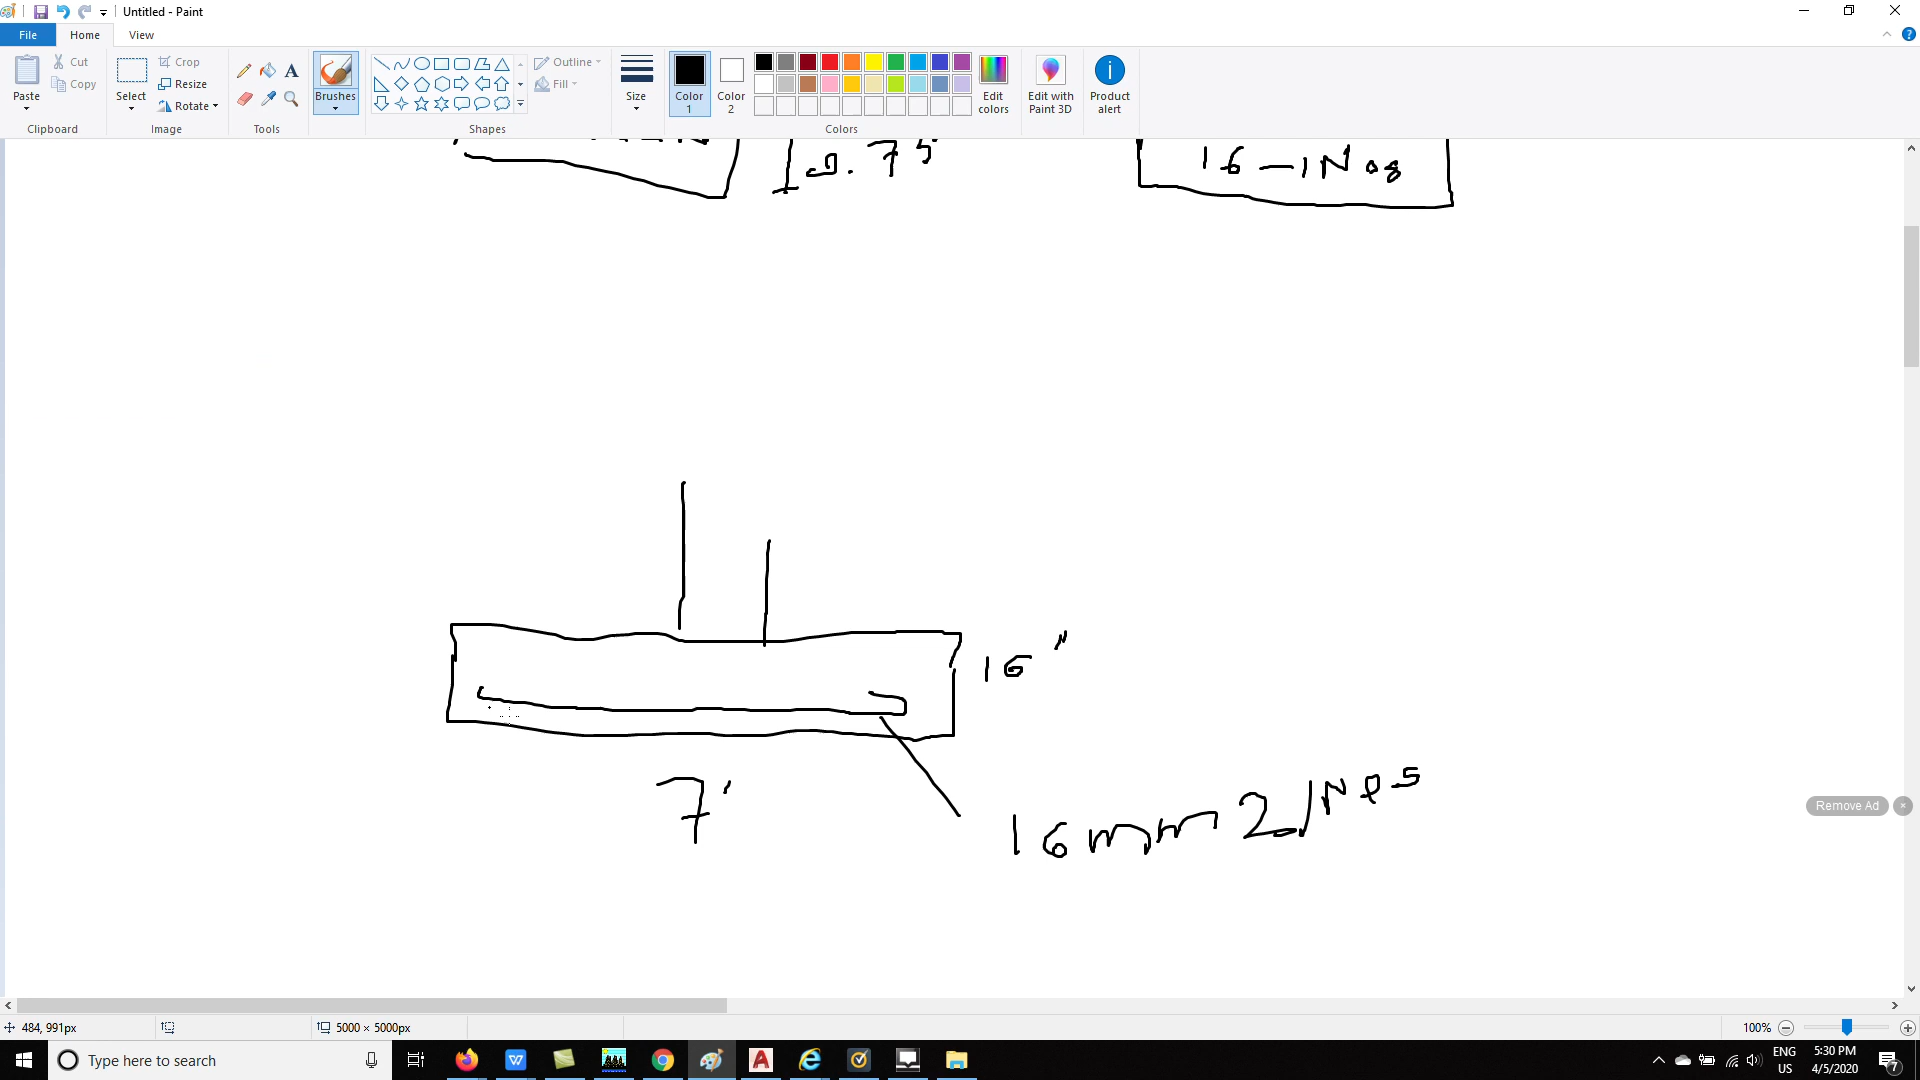 Untitled - Paint
File Home View
Paste
Cut
Copy
Clipboard
Select
Crop
Resize
Rotate
Image
Tools
Brushes
Shapes
Outline
Fill
Size
Color 1
Color 2
Edit colors
Colors
Edit with Paint 3D
Product alert
16-1Nos
16"
7'
16mm 21Nos
Remove Ad
484, 991px
5000 × 5000px
100%
Type here to search
ENG
US
5:30 PM
4/5/2020
7